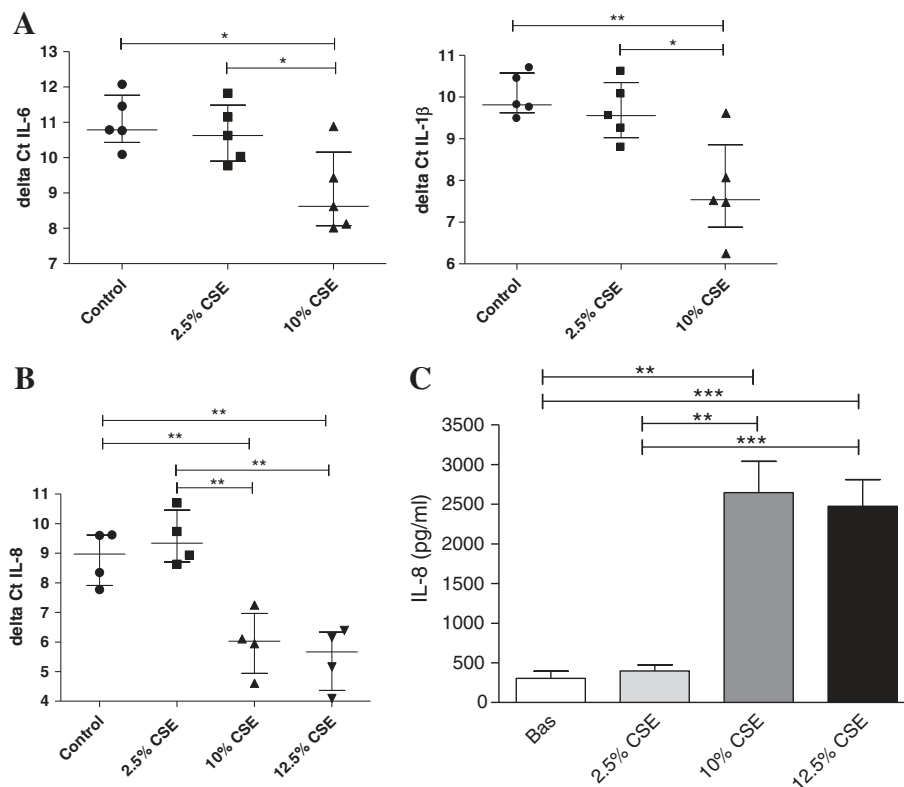 A
*
*
delta Ct IL-6
13
12
11
10
9
8
7
Control
2.5% CSE
10% CSE
**
*
delta Ct IL-1β
11
10
9
8
7
6
Control
2.5% CSE
10% CSE
B
**
**
**
**
delta Ct IL-8
11
10
9
8
7
6
5
4
Control
2.5% CSE
10% CSE
12.5% CSE
C
**
***
**
***
IL-8 (pg/ml)
3500
3000
2500
2000
1500
1000
500
0
Bas
2.5% CSE
10% CSE
12.5% CSE